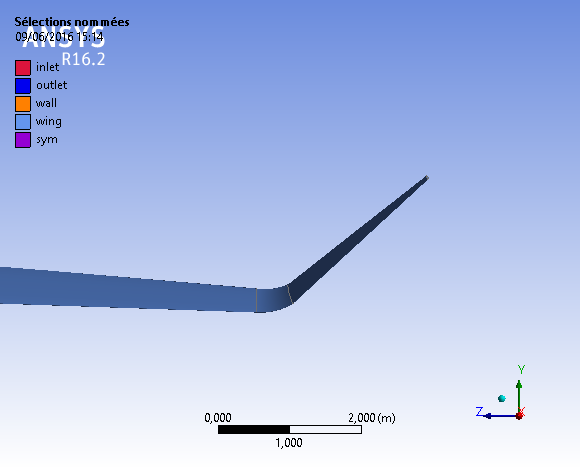 Sélections nommées
09/06/2016 15:14
ANSYS
R16.2
inlet
outlet
wall
wing
sym
Y
Z
X
0,000
2,000 (m)
1,000